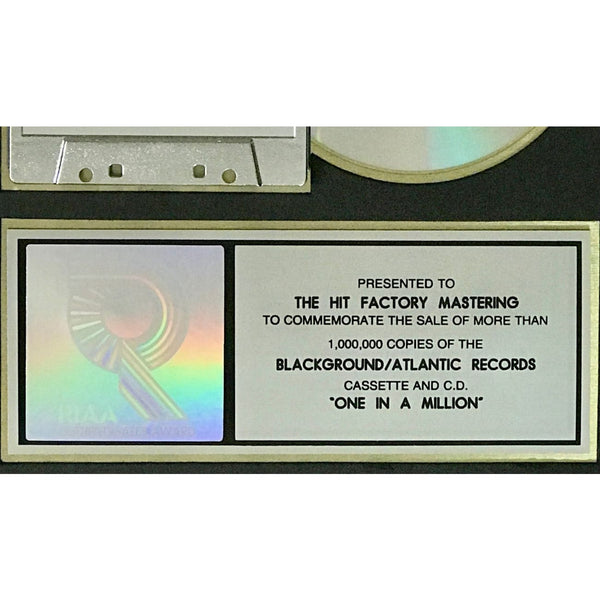 RIAA
PRESENTED TO
THE HIT FACTORY MASTERING
TO COMMEMORATE THE SALE OF MORE THAN
1,000,000 COPIES OF THE
BLACKGROUND/ATLANTIC RECORDS
CASSETTE AND C.D.
"ONE IN A MILLION"